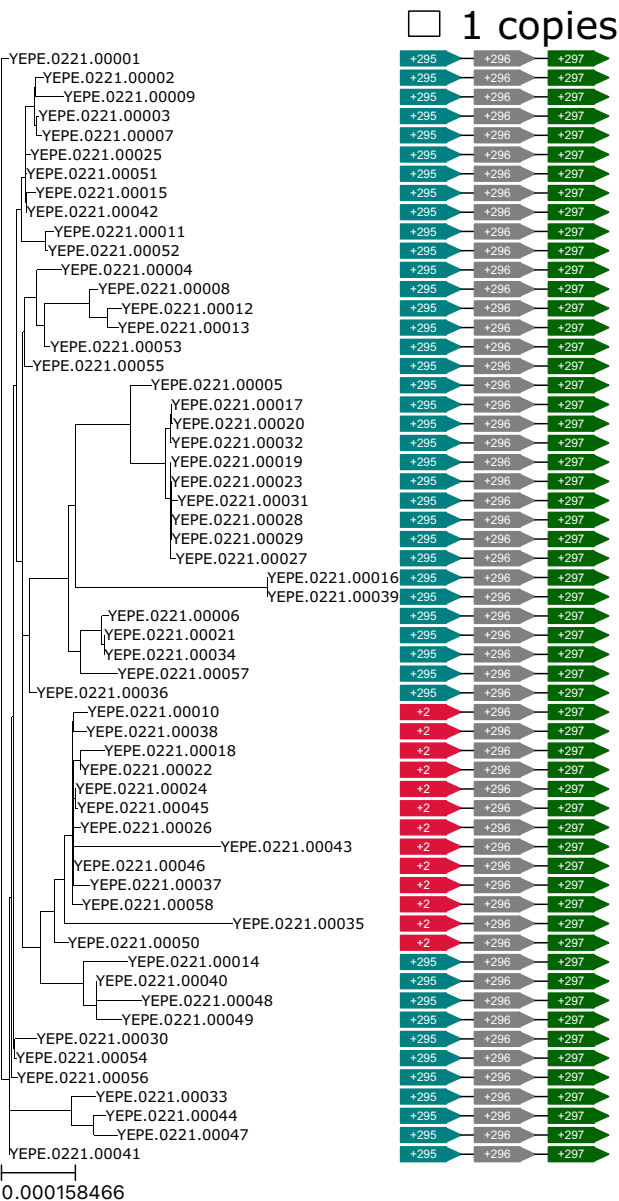 1 copies
YEPE.0221.00001 +295 +296 +297
YEPE.0221.00002 +295 +296 +297
YEPE.0221.00009 +295 +296 +297
YEPE.0221.00003 +295 +296 +297
YEPE.0221.00007 +295 +296 +297
YEPE.0221.00025 +295 +296 +297
YEPE.0221.00051 +295 +296 +297
YEPE.0221.00015 +295 +296 +297
YEPE.0221.00042 +295 +296 +297
YEPE.0221.00011 +295 +296 +297
YEPE.0221.00052 +295 +296 +297
YEPE.0221.00004 +295 +296 +297
YEPE.0221.00008 +295 +296 +297
YEPE.0221.00012 +295 +296 +297
YEPE.0221.00013 +295 +296 +297
YEPE.0221.00053 +295 +296 +297
YEPE.0221.00055 +295 +296 +297
YEPE.0221.00005 +295 +296 +297
YEPE.0221.00017 +295 +296 +297
YEPE.0221.00020 +295 +296 +297
YEPE.0221.00032 +295 +296 +297
YEPE.0221.00019 +295 +296 +297
YEPE.0221.00023 +295 +296 +297
YEPE.0221.00031 +295 +296 +297
YEPE.0221.00028 +295 +296 +297
YEPE.0221.00029 +295 +296 +297
YEPE.0221.00027 +295 +296 +297
YEPE.0221.00016 +295 +296 +297
YEPE.0221.00039 +295 +296 +297
YEPE.0221.00006 +295 +296 +297
YEPE.0221.00021 +295 +296 +297
YEPE.0221.00034 +295 +296 +297
YEPE.0221.00057 +295 +296 +297
YEPE.0221.00036 +295 +296 +297
YEPE.0221.00010 +2 +296 +297
YEPE.0221.00038 +2 +296 +297
YEPE.0221.00018 +2 +296 +297
YEPE.0221.00022 +2 +296 +297
YEPE.0221.00024 +2 +296 +297
YEPE.0221.00045 +2 +296 +297
YEPE.0221.00026 +2 +296 +297
YEPE.0221.00043 +2 +296 +297
YEPE.0221.00046 +2 +296 +297
YEPE.0221.00037 +2 +296 +297
YEPE.0221.00058 +2 +296 +297
YEPE.0221.00035 +2 +296 +297
YEPE.0221.00050 +2 +296 +297
YEPE.0221.00014 +295 +296 +297
YEPE.0221.00040 +295 +296 +297
YEPE.0221.00048 +295 +296 +297
YEPE.0221.00049 +295 +296 +297
YEPE.0221.00030 +295 +296 +297
YEPE.0221.00054 +295 +296 +297
YEPE.0221.00056 +295 +296 +297
YEPE.0221.00033 +295 +296 +297
YEPE.0221.00044 +295 +296 +297
YEPE.0221.00047 +295 +296 +297
YEPE.0221.00041 +295 +296 +297
0.000158466